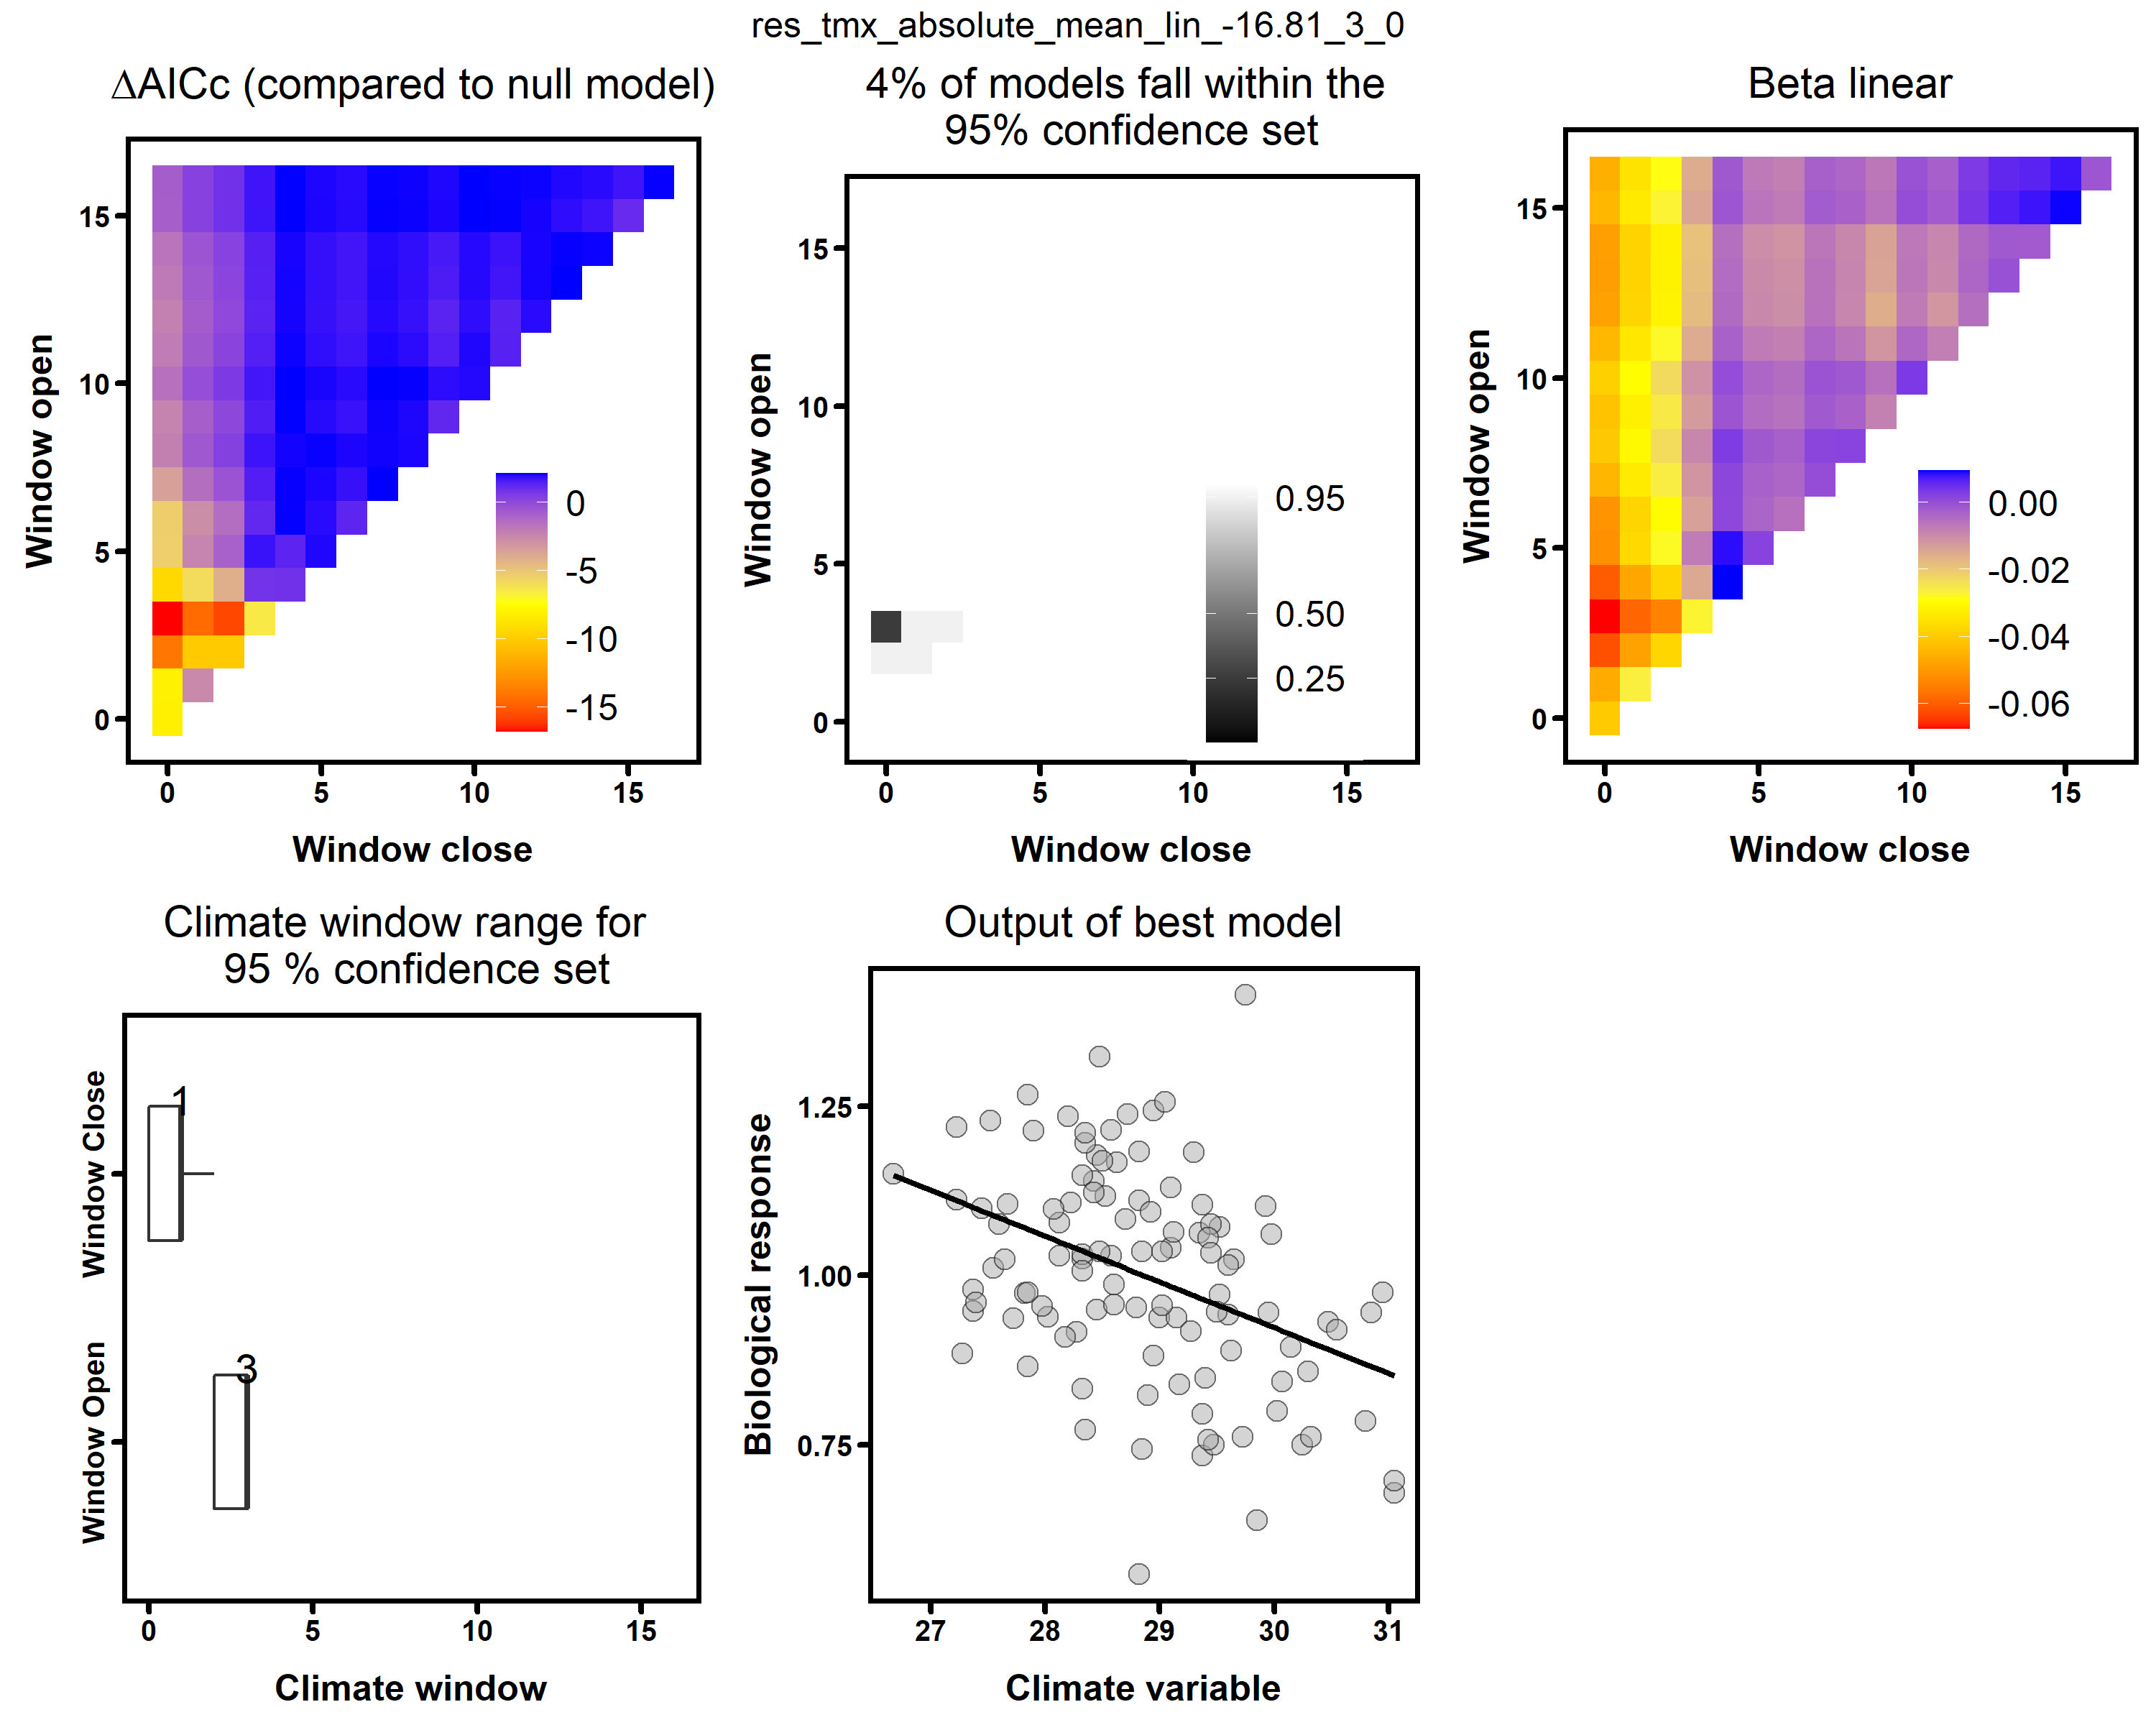 res_tmx_absolute_mean_lin_-16.81_3_0
ΔAICc (compared to null model)
Window open
15
10
5
0
0
-5
-10
-15
0 5 10 15
Window close
4% of models fall within the
95% confidence set
Window open
15
10
5
0
0.95
0.50
0.25
0 5 10 15
Window close
Beta linear
Window open
15
10
5
0
0.00
-0.02
-0.04
-0.06
0 5 10 15
Window close
Climate window range for
95 % confidence set
Window Close
Window Open
1
3
0 5 10 15
Climate window
Output of best model
Biological response
1.25
1.00
0.75
27 28 29 30 31
Climate variable